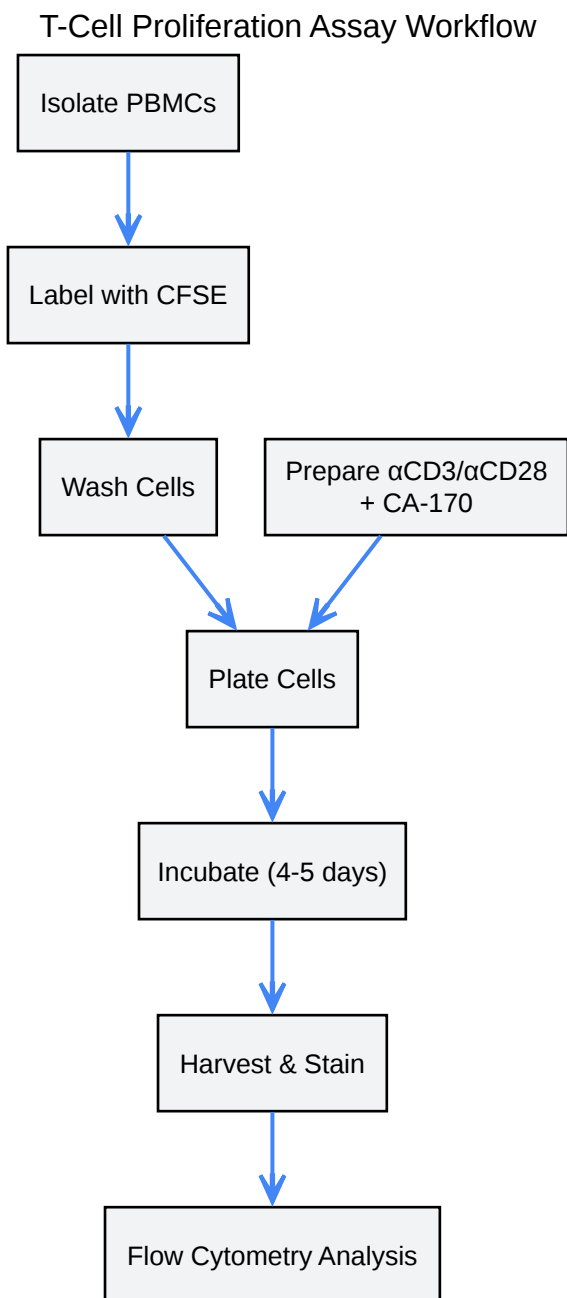 T-Cell Proliferation Assay Workflow
Isolate PBMCs
Label with CFSE
Wash Cells
Prepare αCD3/αCD28
+ CA-170
Plate Cells
Incubate (4-5 days)
Harvest & Stain
Flow Cytometry Analysis